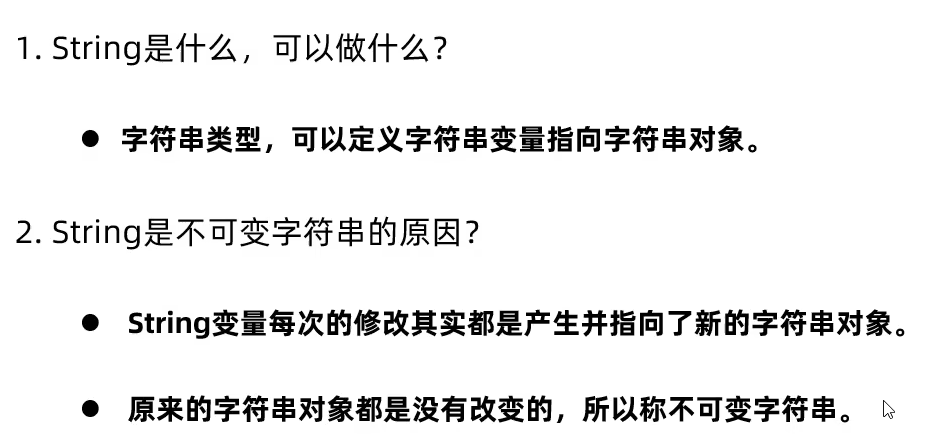 1. String是什么，可以做什么？
● 字符串类型，可以定义字符串变量指向字符串对象。
2. String是不可变字符串的原因？
● String变量每次的修改其实都是产生并指向了新的字符串对象。
● 原来的字符串对象都是没有改变的，所以称不可变字符串。